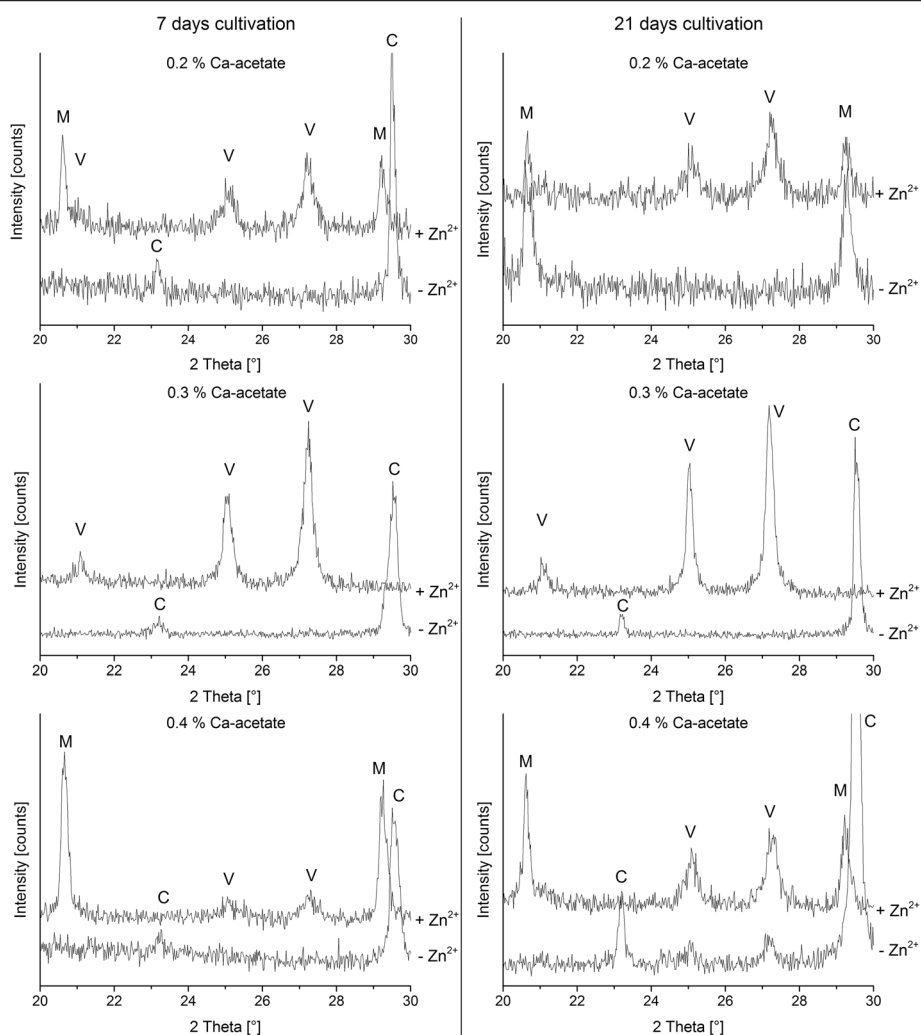 7 days cultivation
0.2 % Ca-acetate
C
M
V
V
V
M
C
+ Zn²⁺
- Zn²⁺
Intensity [counts]
20 22 24 26 28 30
2 Theta [°]
21 days cultivation
0.2 % Ca-acetate
M
V
V
M
+ Zn²⁺
- Zn²⁺
Intensity [counts]
20 22 24 26 28 30
2 Theta [°]
0.3 % Ca-acetate
V
V
V
C
C
+ Zn²⁺
- Zn²⁺
Intensity [counts]
20 22 24 26 28 30
2 Theta [°]
0.3 % Ca-acetate
V
V
V
C
C
+ Zn²⁺
- Zn²⁺
Intensity [counts]
20 22 24 26 28 30
2 Theta [°]
0.4 % Ca-acetate
M
C
V
V
M
C
+ Zn²⁺
- Zn²⁺
Intensity [counts]
20 22 24 26 28 30
2 Theta [°]
0.4 % Ca-acetate
M
C
V
V
M
C
+ Zn²⁺
- Zn²⁺
Intensity [counts]
20 22 24 26 28 30
2 Theta [°]